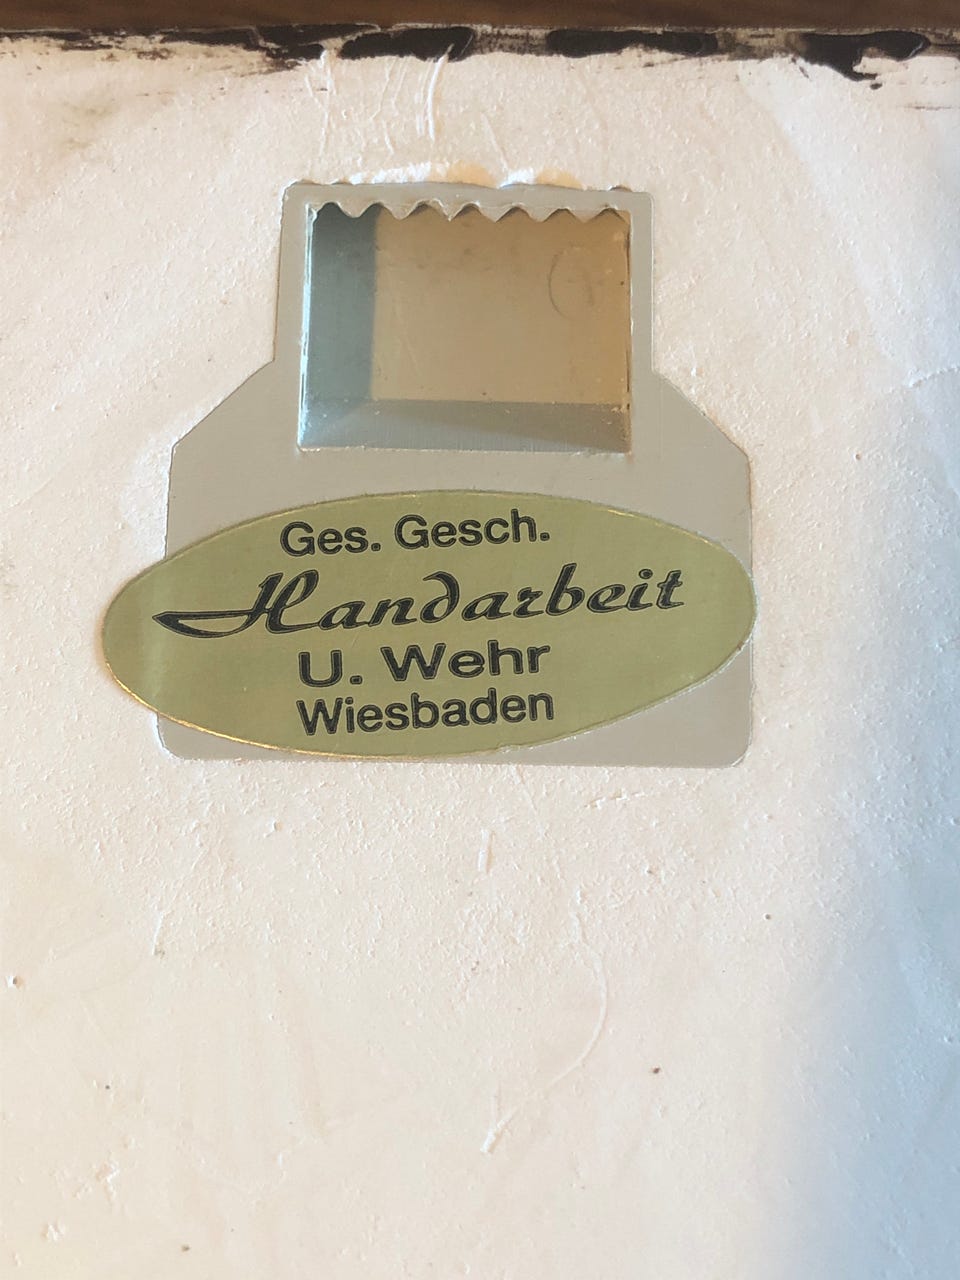 Ges. Gesch.
Handarbeit
U. Wehr
Wiesbaden